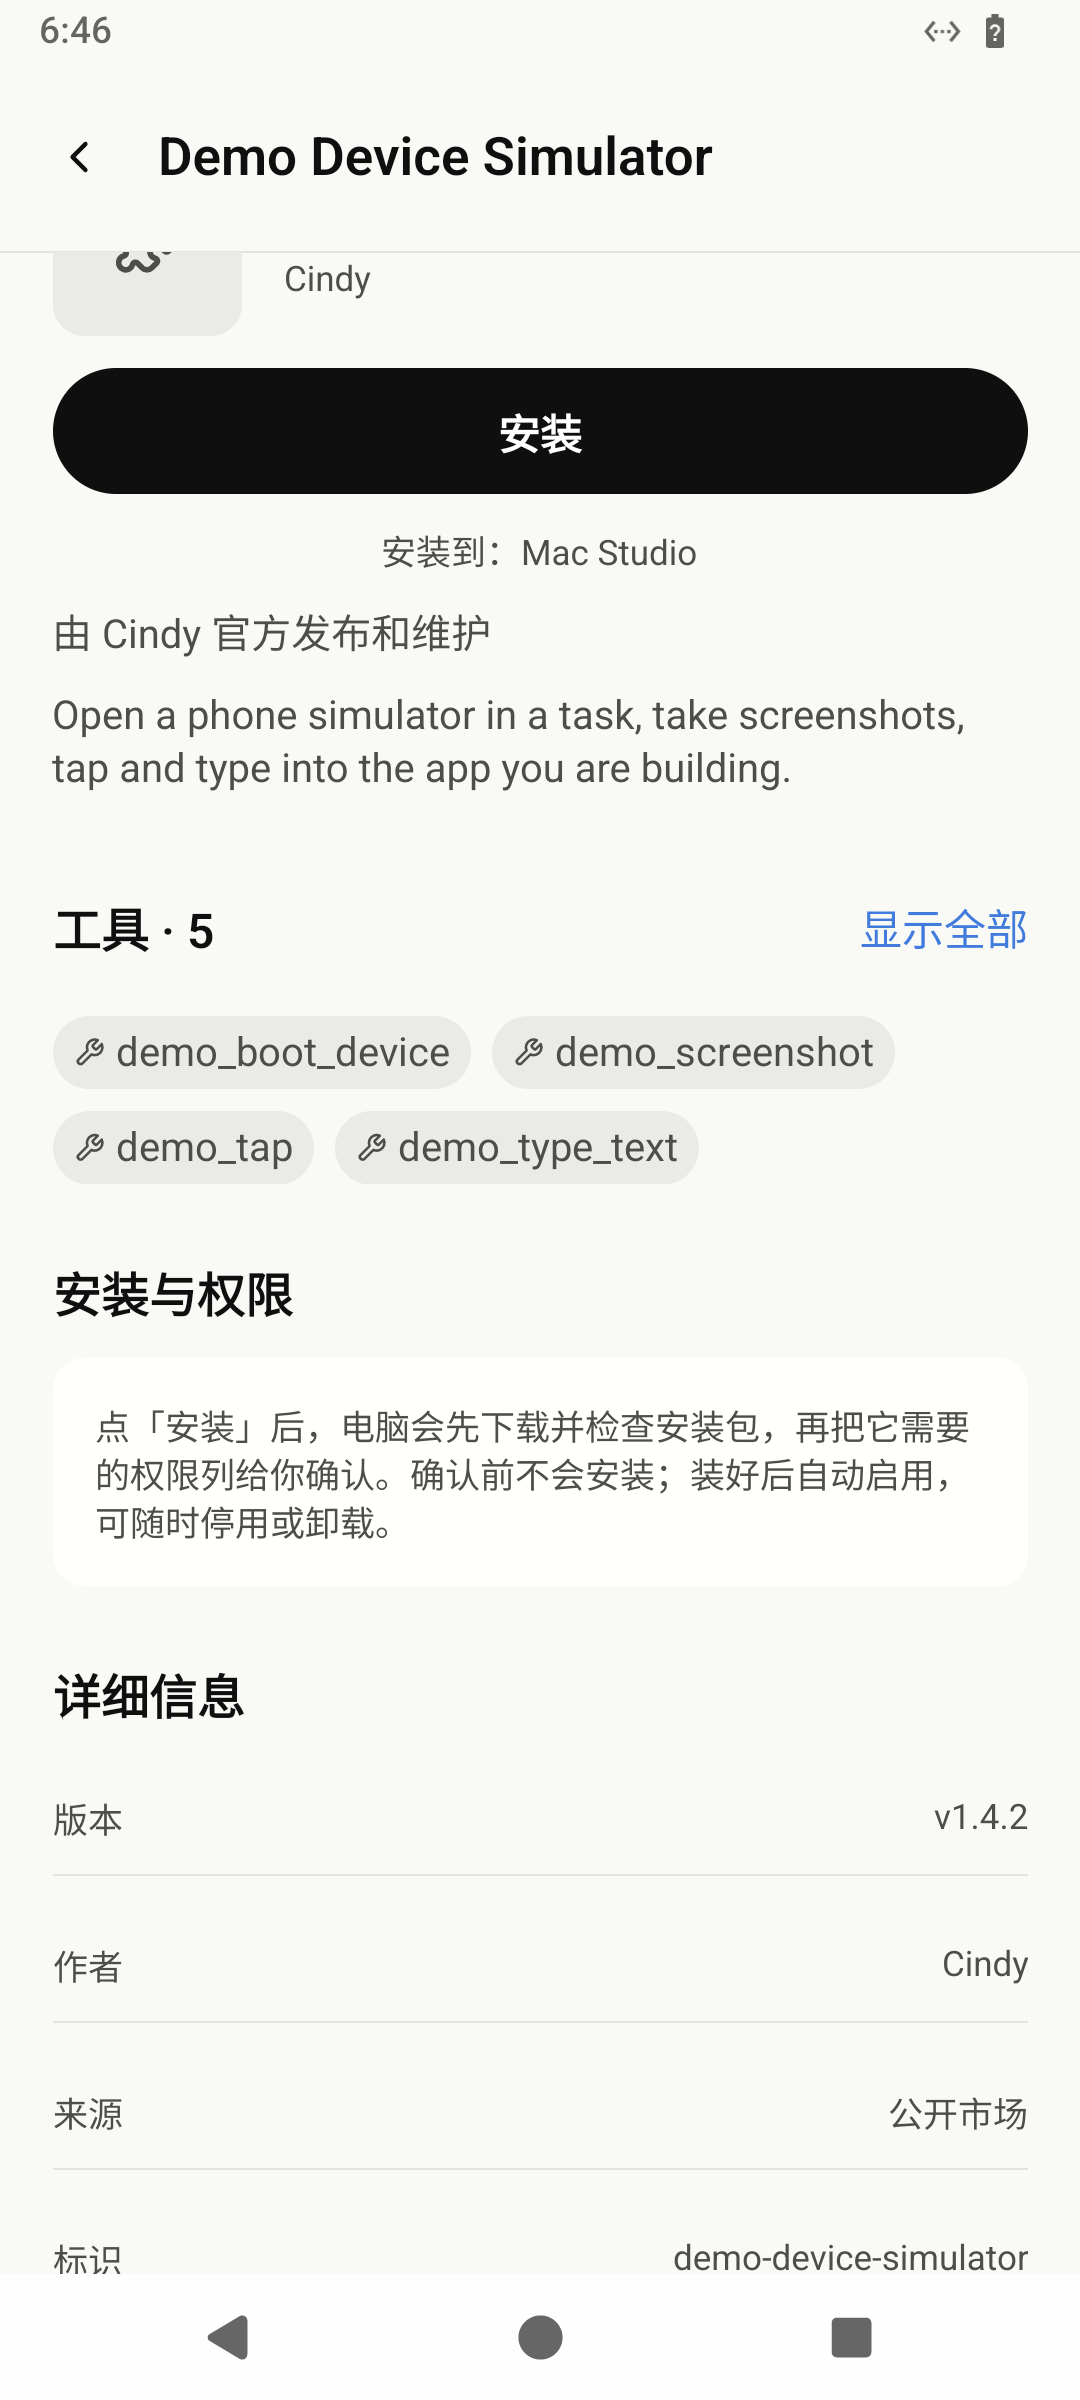 6:46
Demo Device Simulator
Cindy
安装
安装到：Mac Studio
由 Cindy 官方发布和维护
Open a phone simulator in a task, take screenshots,
tap and type into the app you are building.
工具 · 5
显示全部
demo_boot_device
demo_screenshot
demo_tap
demo_type_text
安装与权限
点「安装」后，电脑会先下载并检查安装包，再把它需要
的权限列给你确认。确认前不会安装；装好后自动启用，
可随时停用或卸载。
详细信息
版本
v1.4.2
作者
Cindy
来源
公开市场
标识
demo-device-simulator